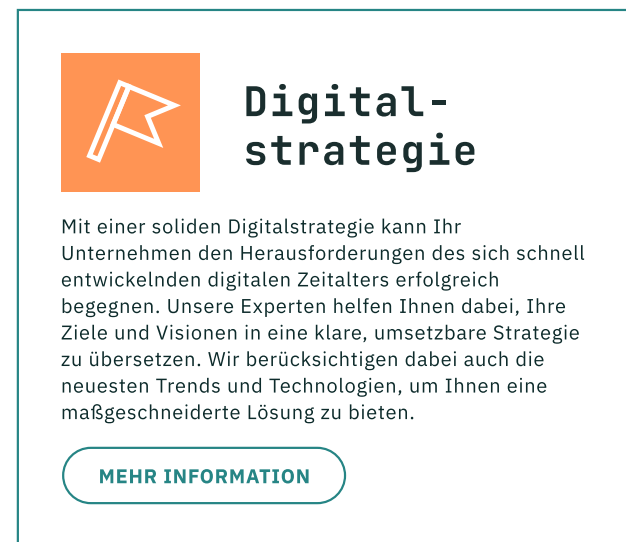 Digital-
strategie
Mit einer soliden Digitalstrategie kann Ihr
Unternehmen den Herausforderungen des sich schnell
entwickelnden digitalen Zeitalters erfolgreich
begegnen. Unsere Experten helfen Ihnen dabei, Ihre
Ziele und Visionen in eine klare, umsetzbare Strategie
zu übersetzen. Wir berücksichtigen dabei auch die
neuesten Trends und Technologien, um Ihnen eine
maßgeschneiderte Lösung zu bieten.
MEHR INFORMATION